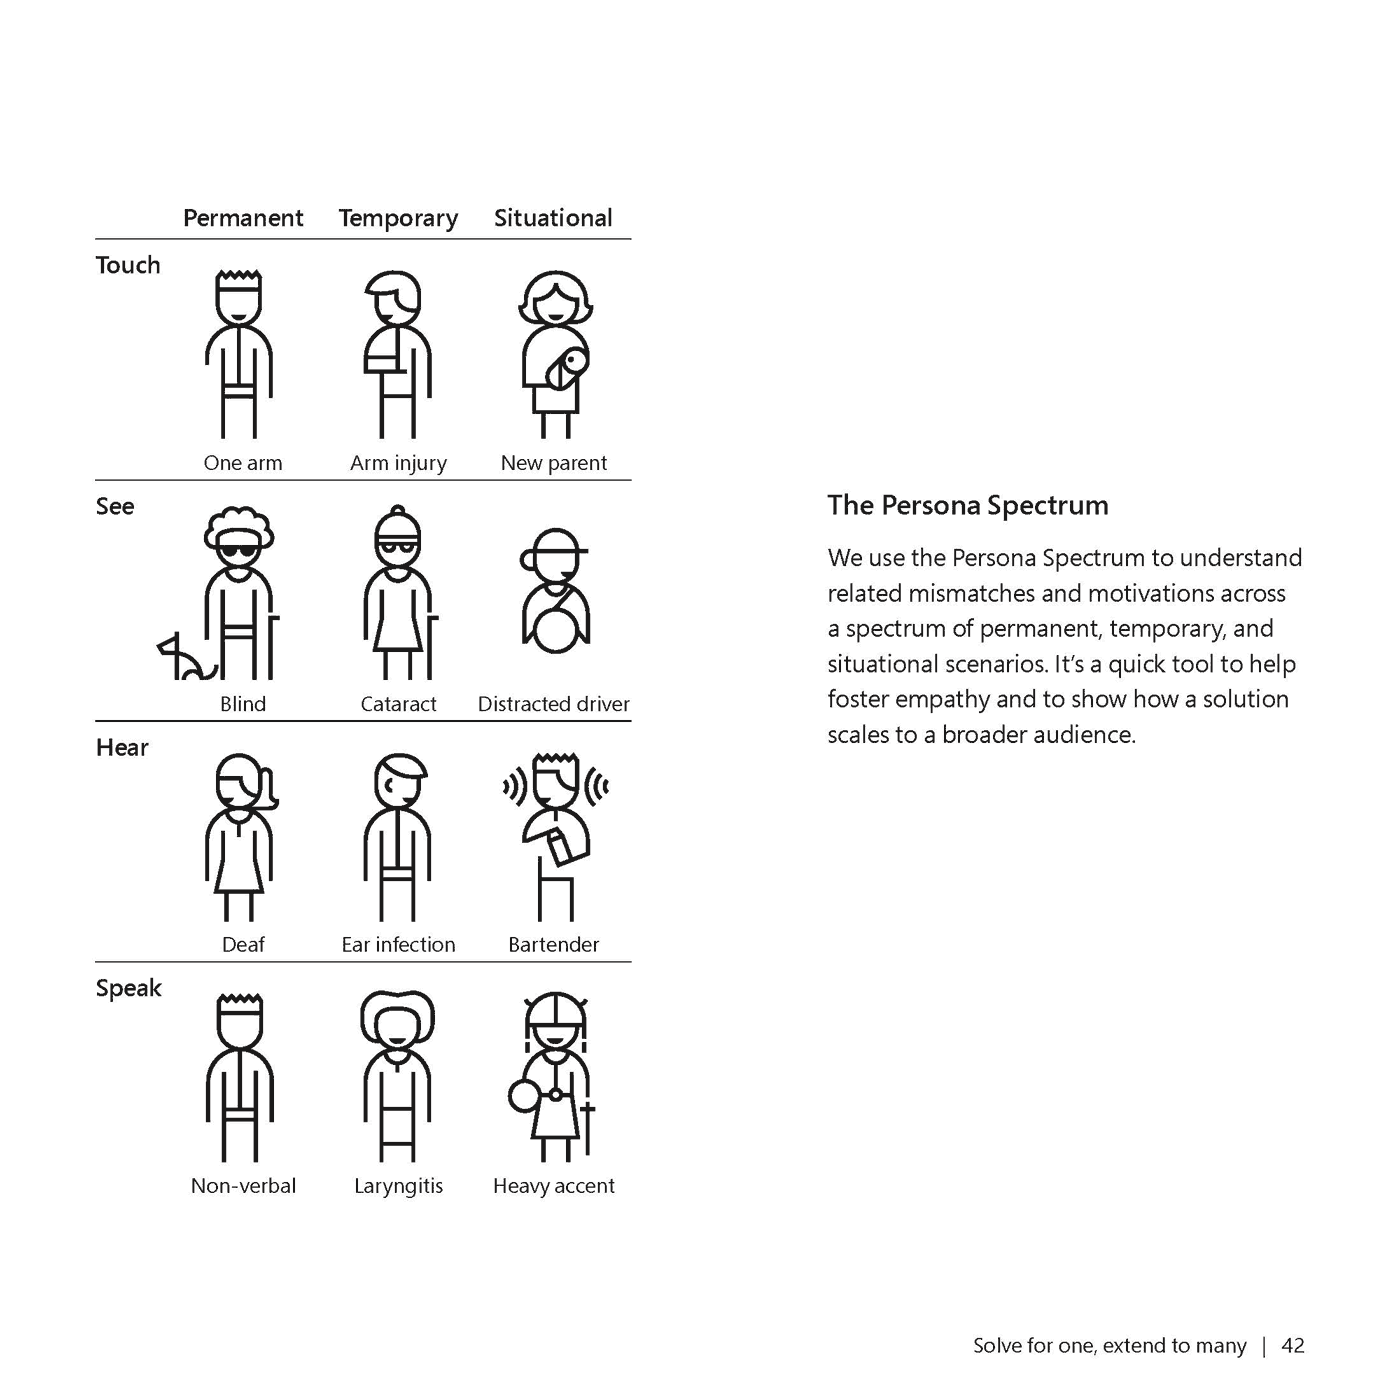 Permanent Temporary Situational
Touch
One arm Arm injury New parent
See
Blind Cataract Distracted driver
Hear
Deaf Ear infection Bartender
Speak
Non-verbal Laryngitis Heavy accent
The Persona Spectrum
We use the Persona Spectrum to understand
related mismatches and motivations across
a spectrum of permanent, temporary, and
situational scenarios. It’s a quick tool to help
foster empathy and to show how a solution
scales to a broader audience.
Solve for one, extend to many | 42